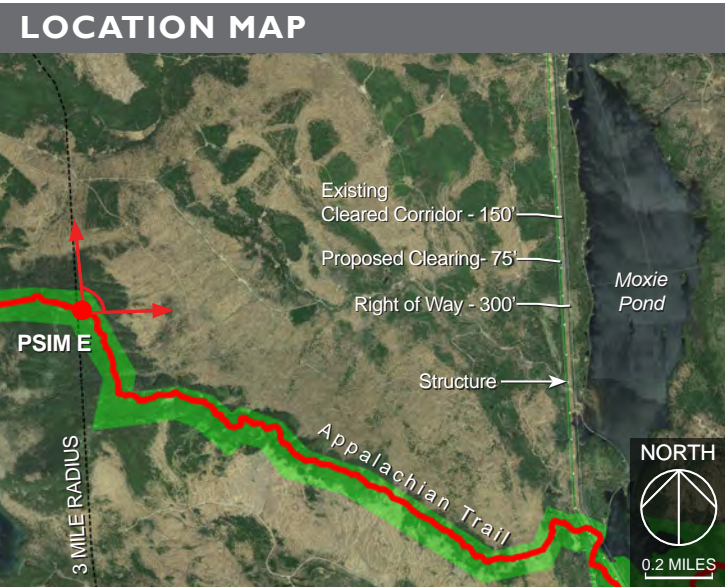 LOCATION MAP
Existing
Cleared Corridor - 150'
Proposed Clearing- 75'
Right of Way - 300'
Moxie
Pond
PSIM E
Structure
Appalachian Trail
3 MILE RADIUS
NORTH
0.2 MILES